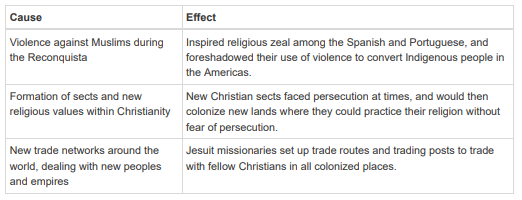 Cause Effect
Violence against Muslims during the Reconquista
Inspired religious zeal among the Spanish and Portuguese, and
foreshadowed their use of violence to convert Indigenous people in
the Americas.
Formation of sects and new
religious values within Christianity
New Christian sects faced persecution at times, and would then
colonize new lands where they could practice their religion without
fear of persecution.
New trade networks around the
world, dealing with new peoples
and empires
Jesuit missionaries set up trade routes and trading posts to trade
with fellow Christians in all colonized places.